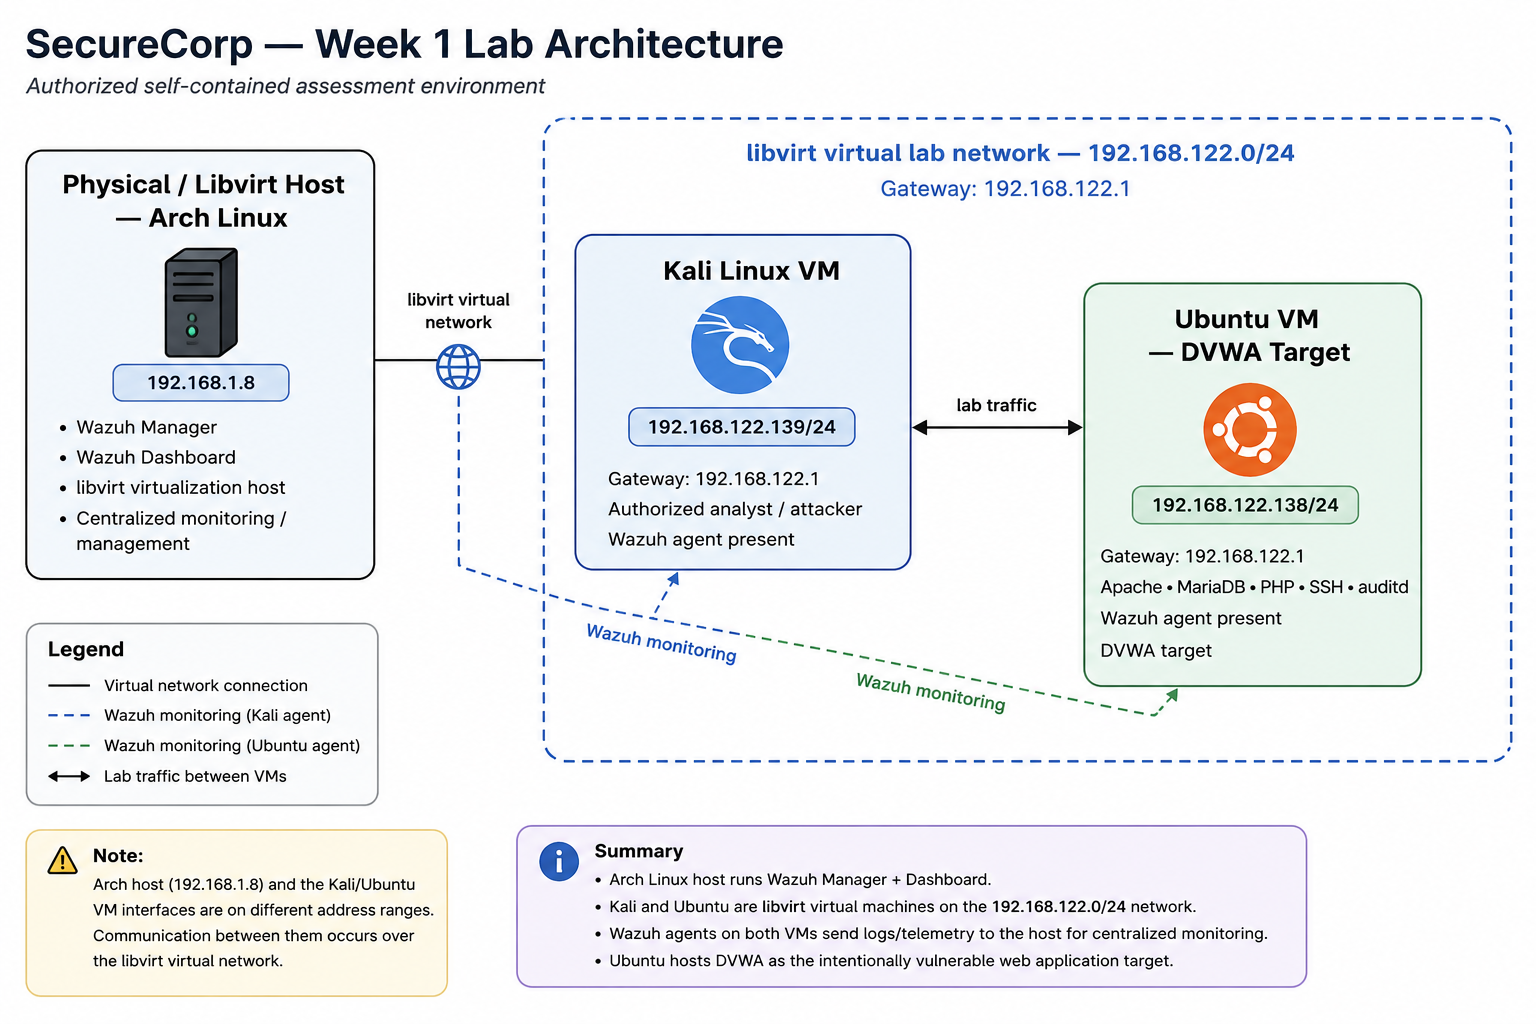 SecureCorp — Week 1 Lab Architecture
Authorized self-contained assessment environment
Physical / Libvirt Host
— Arch Linux
192.168.1.8
• Wazuh Manager
• Wazuh Dashboard
• libvirt virtualization host
• Centralized monitoring /
management
libvirt virtual
network
libvirt virtual lab network — 192.168.122.0/24
Gateway: 192.168.122.1
Kali Linux VM
192.168.122.139/24
Gateway: 192.168.122.1
Authorized analyst / attacker
Wazuh agent present
lab traffic
Ubuntu VM
— DVWA Target
192.168.122.138/24
Gateway: 192.168.122.1
Apache • MariaDB • PHP • SSH • auditd
Wazuh agent present
DVWA target
Wazuh monitoring
Wazuh monitoring
Legend
Virtual network connection
Wazuh monitoring (Kali agent)
Wazuh monitoring (Ubuntu agent)
Lab traffic between VMs
Note:
Arch host (192.168.1.8) and the Kali/Ubuntu
VM interfaces are on different address ranges.
Communication between them occurs over
the libvirt virtual network.
Summary
• Arch Linux host runs Wazuh Manager + Dashboard.
• Kali and Ubuntu are libvirt virtual machines on the 192.168.122.0/24 network.
• Wazuh agents on both VMs send logs/telemetry to the host for centralized monitoring.
• Ubuntu hosts DVWA as the intentionally vulnerable web application target.